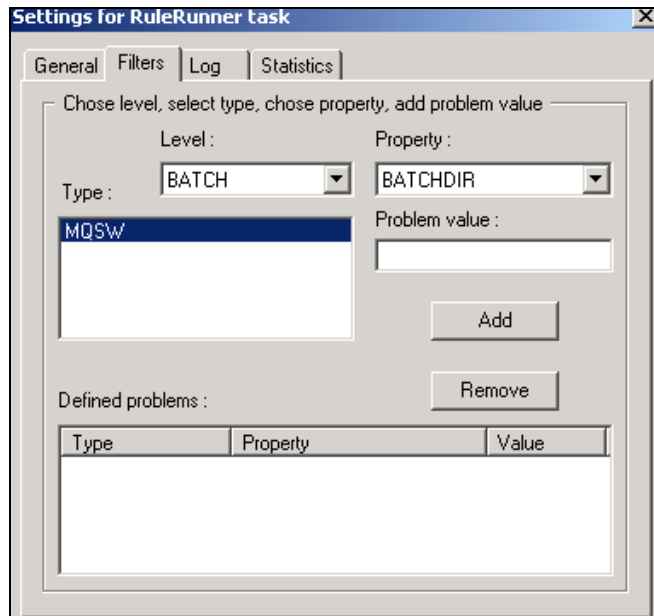 Settings for RuleRunner task
General Filters Log Statistics
Chose level, select type, chose property, add problem value
Level : Property :
BATCH BATCHDIR
Type :
MQSW
Problem value :
Add
Remove
Defined problems :
Type Property Value